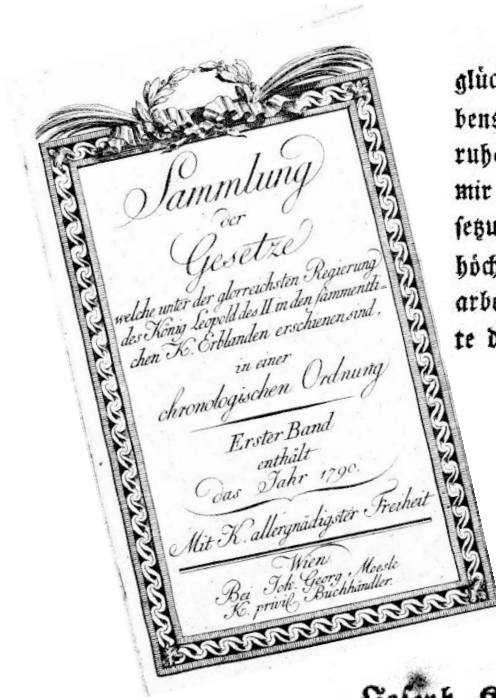 Sammlung
der
Gesetze
welche unter der glorreichsten Regierung
des König Leopold des II. in den sämmentli-
chen K. Erblanden erschienen sind,
in einer
chronologischen Ordnung
Erster Band
enthält
das Jahr 1790.
Mit K. allergnädigster Freiheit
Wien
Bei Joh. Georg Moesle
K. privil. Buchhändler.
glüc
bens
ruhe
mir
setzu
höch
arbe
te d